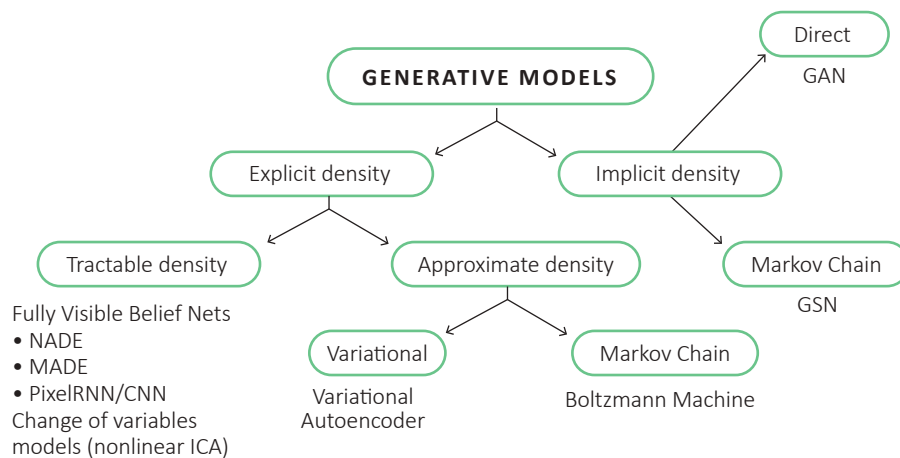 Direct
GAN
GENERATIVE MODELS
Explicit density
Implicit density
Tractable density
Approximate density
Markov Chain
GSN
Fully Visible Belief Nets
• NADE
• MADE
• PixelRNN/CNN
Change of variables
models (nonlinear ICA)
Variational
Variational
Autoencoder
Markov Chain
Boltzmann Machine